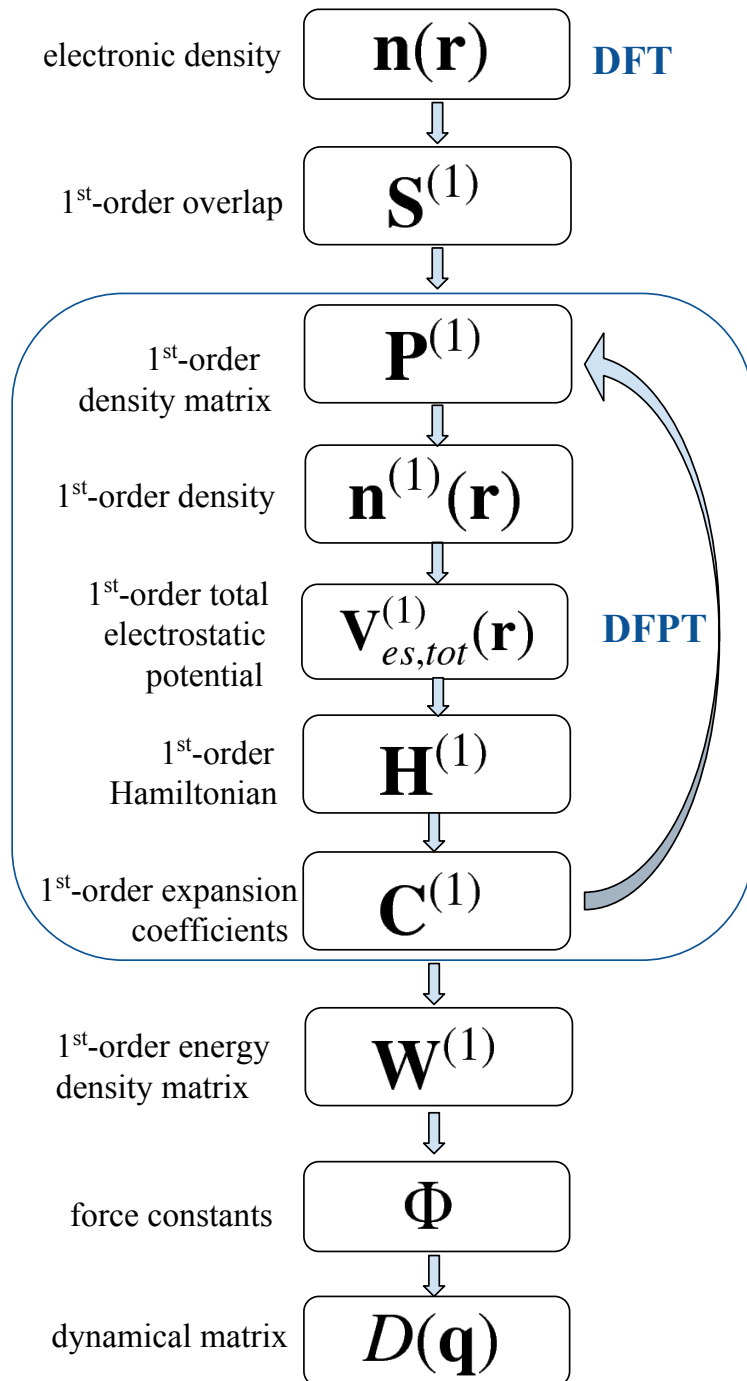 electronic density
n(r)
DFT
1st-order overlap
S(1)
1st-order
density matrix
P(1)
1st-order density
n(1)(r)
1st-order total
electrostatic
potential
V(1)es,tot(r)
DFPT
1st-order
Hamiltonian
H(1)
1st-order expansion
coefficients
C(1)
1st-order energy
density matrix
W(1)
force constants
Φ
dynamical matrix
D(q)